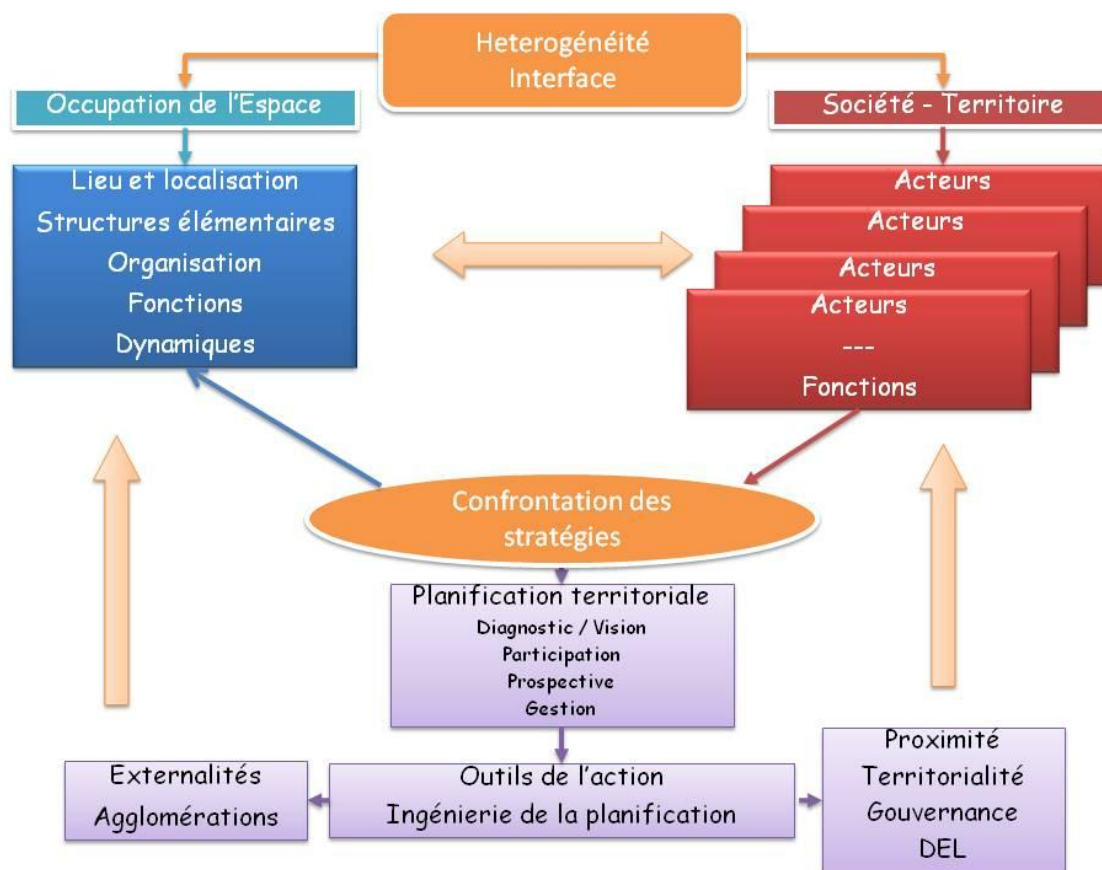 Heterogénéité
Interface
Occupation de l'Espace
Société - Territoire
Lieu et localisation
Structures élémentaires
Organisation
Fonctions
Dynamiques
Acteurs
Acteurs
Acteurs
Acteurs
---
Fonctions
Confrontation des
stratégies
Planification territoriale
Diagnostic / Vision
Participation
Prospective
Gestion
Externalités
Agglomérations
Outils de l'action
Ingénierie de la planification
Proximité
Territorialité
Gouvernance
DEL